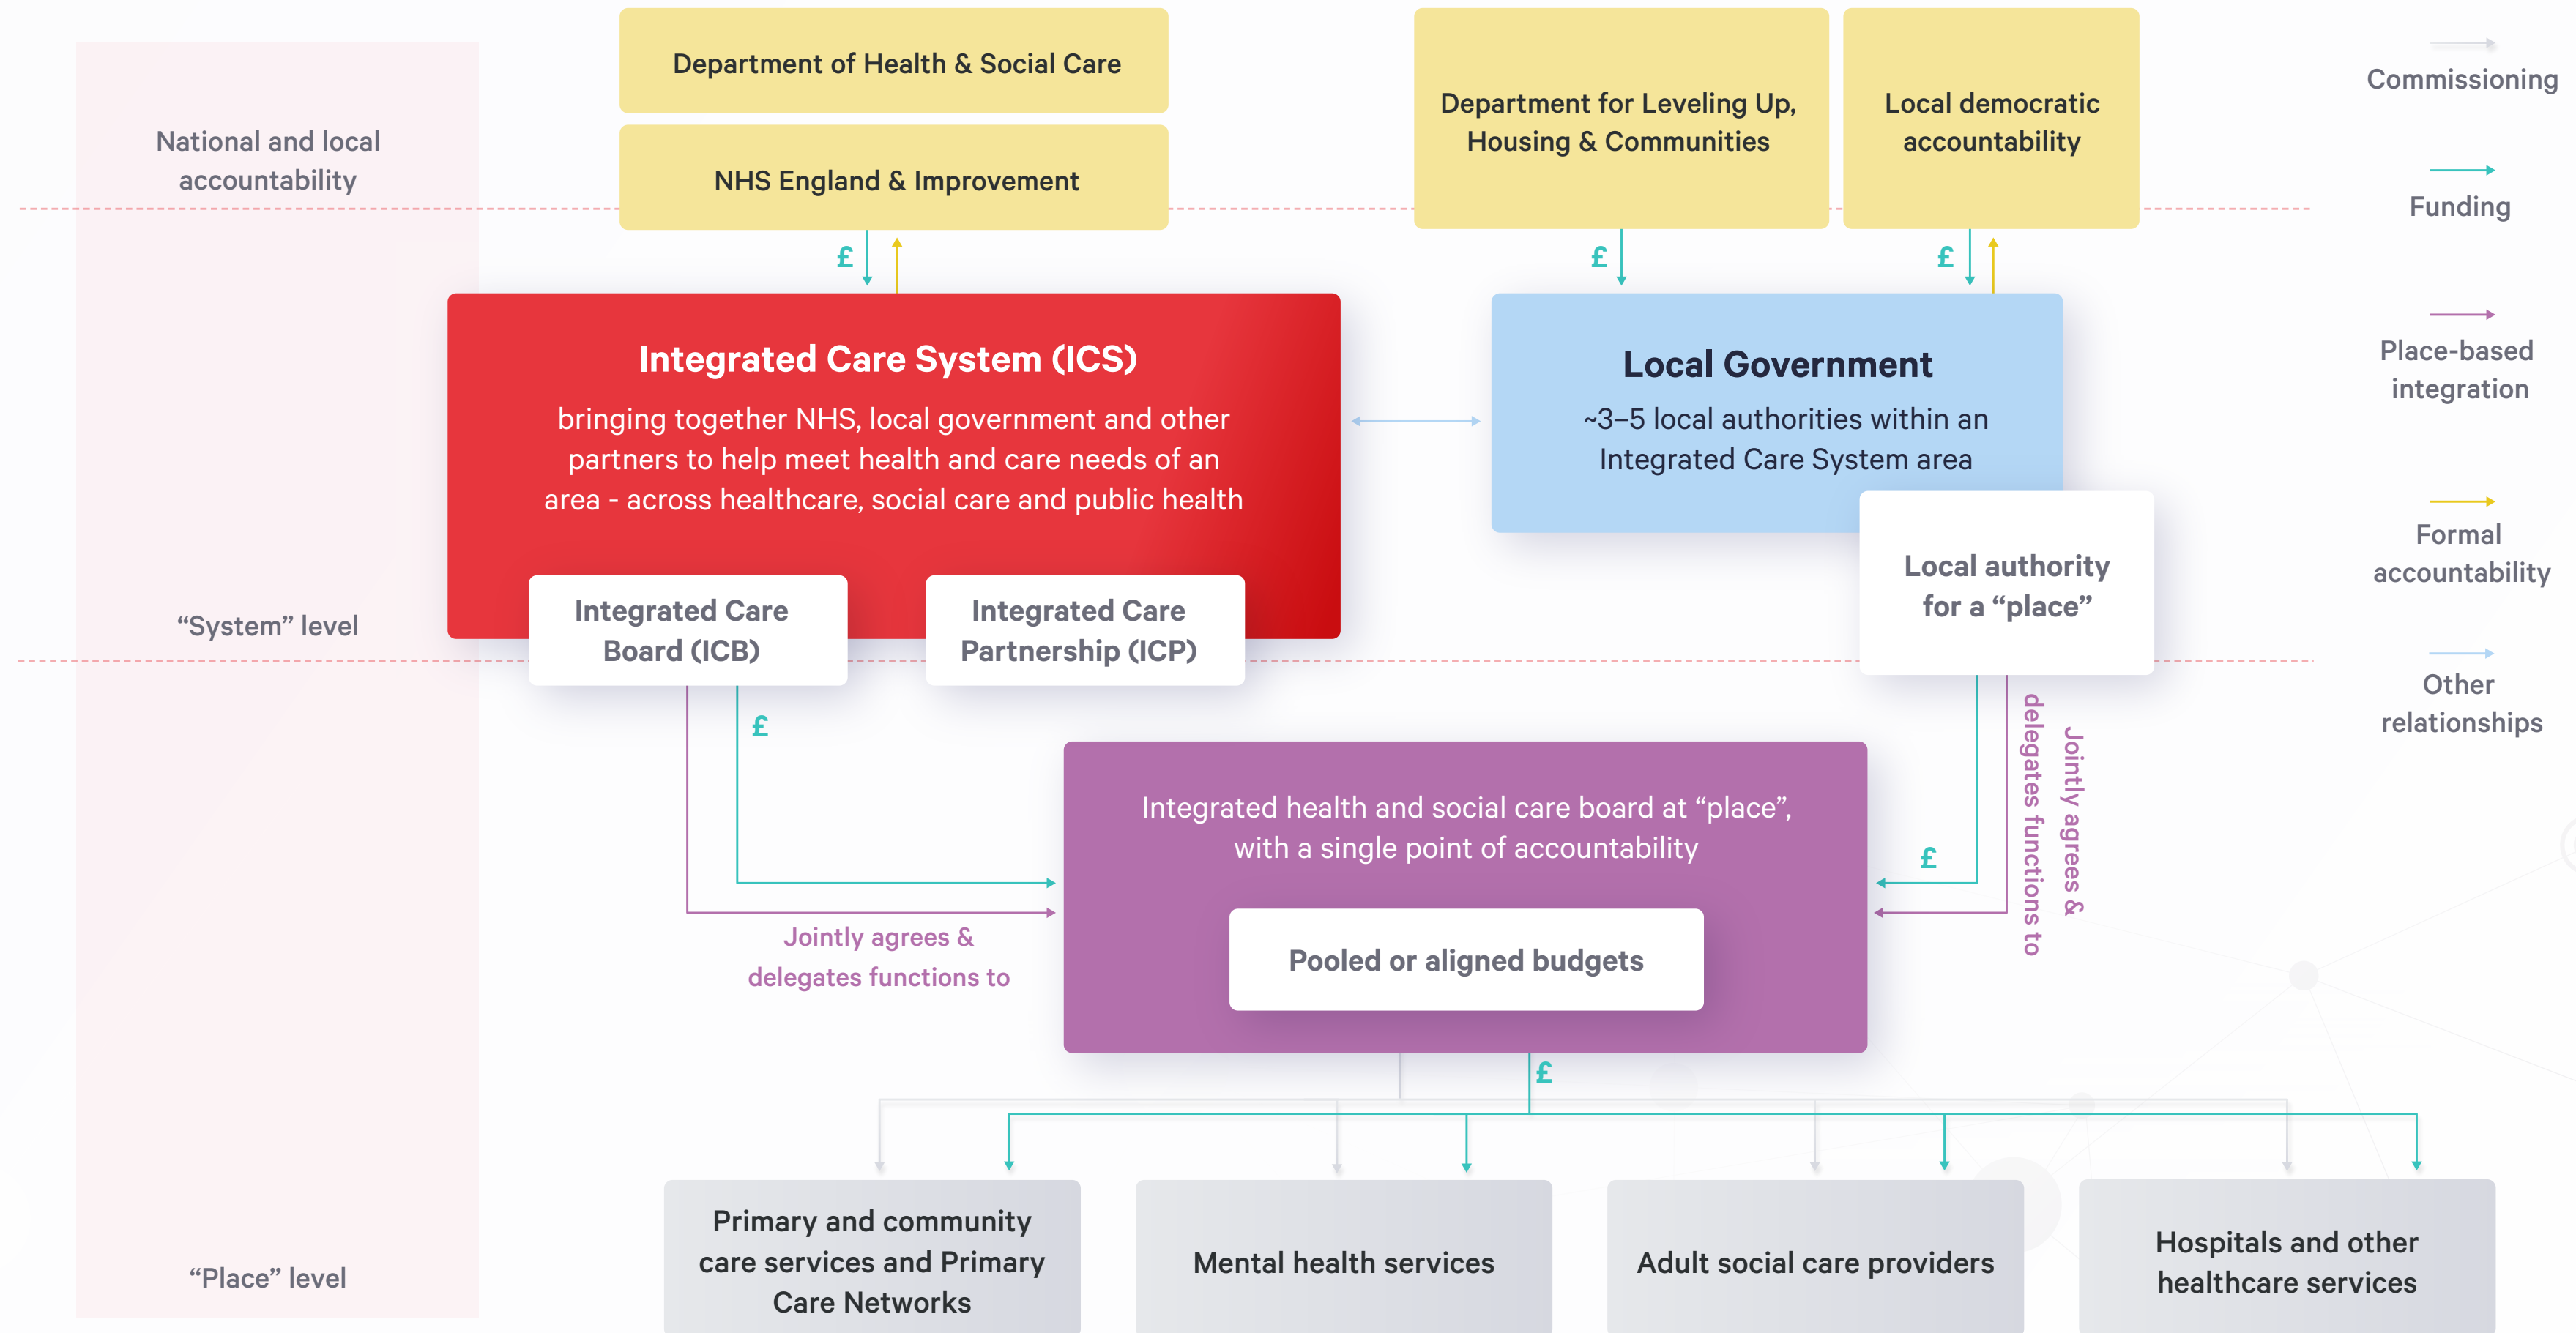 National and local
accountability
Department of Health & Social Care
NHS England & Improvement
Department for Leveling Up,
Housing & Communities
Local democratic
accountability
£
£
£
“System” level
Integrated Care System (ICS)
bringing together NHS, local government and other
partners to help meet health and care needs of an
area - across healthcare, social care and public health
Integrated Care
Board (ICB)
Integrated Care
Partnership (ICP)
Local Government
~3–5 local authorities within an
Integrated Care System area
Local authority
for a “place”
£
Jointly agrees &
delegates functions to
Integrated health and social care board at “place”,
with a single point of accountability
Pooled or aligned budgets
£
Jointly agrees &
delegates functions to
£
“Place” level
Primary and community
care services and Primary
Care Networks
Mental health services
Adult social care providers
Hospitals and other
healthcare services
Commissioning
Funding
Place-based
integration
Formal
accountability
Other
relationships